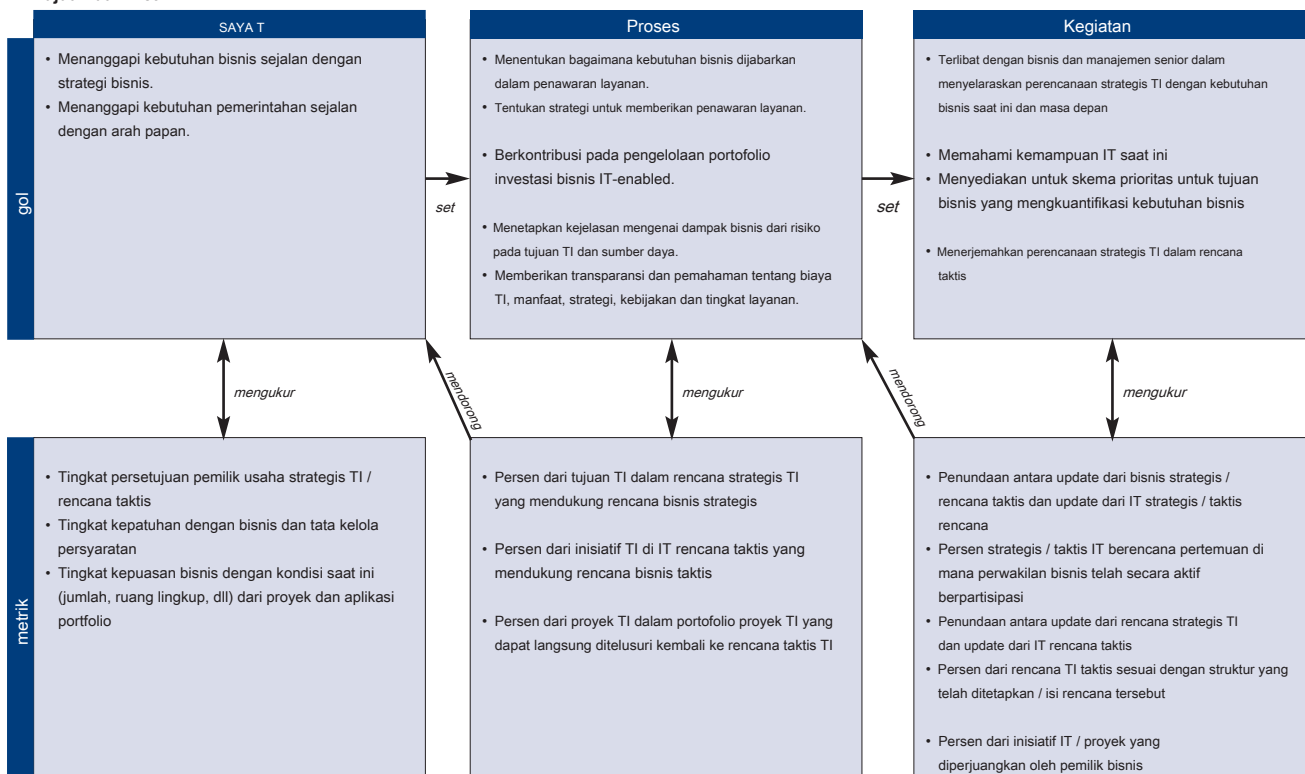 SAYA T
Proses
Kegiatan
gol
• Menanggapi kebutuhan bisnis sejalan dengan
strategi bisnis.
• Menanggapi kebutuhan pemerintahan sejalan
dengan arah papan.
set
• Menentukan bagaimana kebutuhan bisnis dijabarkan
dalam penawaran layanan.
• Tentukan strategi untuk memberikan penawaran layanan.
• Berkontribusi pada pengelolaan portofolio
investasi bisnis IT-enabled.
• Menetapkan kejelasan mengenai dampak bisnis dari risiko
pada tujuan TI dan sumber daya.
• Memberikan transparansi dan pemahaman tentang biaya
TI, manfaat, strategi, kebijakan dan tingkat layanan.
set
• Terlibat dengan bisnis dan manajemen senior dalam
menyelaraskan perencanaan strategis TI dengan kebutuhan
bisnis saat ini dan masa depan
• Memahami kemampuan IT saat ini
• Menyediakan untuk skema prioritas untuk tujuan
bisnis yang mengkuantifikasi kebutuhan bisnis
• Menerjemahkan perencanaan strategis TI dalam rencana
taktis
mengukur
mendorong
mengukur
mendorong
mengukur
metrik
• Tingkat persetujuan pemilik usaha strategis TI /
rencana taktis
• Tingkat kepatuhan dengan bisnis dan tata kelola
persyaratan
• Tingkat kepuasan bisnis dengan kondisi saat ini
(jumlah, ruang lingkup, dll) dari proyek dan aplikasi
portfolio
• Persen dari tujuan TI dalam rencana strategis TI
yang mendukung rencana bisnis strategis
• Persen dari inisiatif TI di IT rencana taktis yang
mendukung rencana bisnis taktis
• Persen dari proyek TI dalam portofolio proyek TI yang
dapat langsung ditelusuri kembali ke rencana taktis TI
• Penundaan antara update dari bisnis strategis /
rencana taktis dan update dari IT strategis / taktis
rencana
• Persen strategis / taktis IT berencana pertemuan di
mana perwakilan bisnis telah secara aktif
berpartisipasi
• Penundaan antara update dari rencana strategis TI
dan update dari IT rencana taktis
• Persen dari rencana TI taktis sesuai dengan struktur yang
telah ditetapkan / isi rencana tersebut
• Persen dari inisiatif IT / proyek yang
diperjuangkan oleh pemilik bisnis